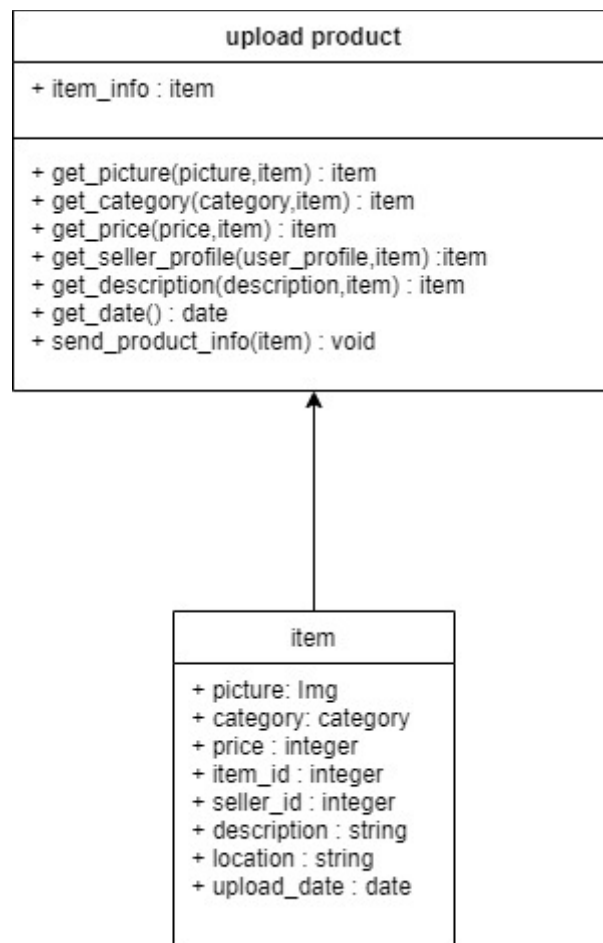 upload product
+ item_info : item
+ get_picture(picture,item) : item
+ get_category(category,item) : item
+ get_price(price,item) : item
+ get_seller_profile(user_profile,item) :item
+ get_description(description,item) : item
+ get_date() : date
+ send_product_info(item) : void
item
+ picture: Img
+ category: category
+ price : integer
+ item_id : integer
+ seller_id : integer
+ description : string
+ location : string
+ upload_date : date